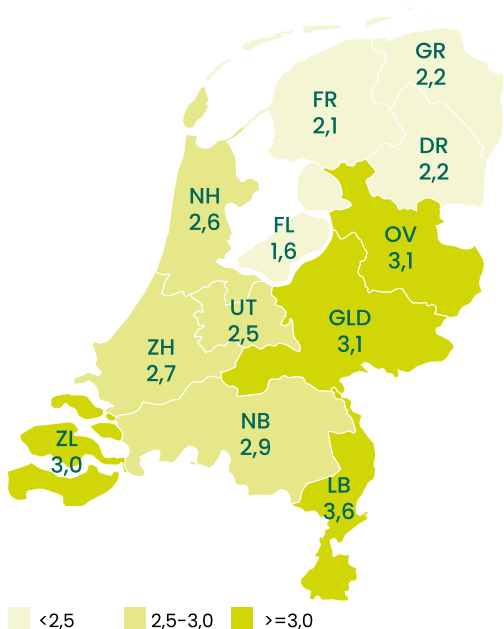 GR
2,2
FR
2,1
DR
2,2
NH
2,6
FL
1,6
OV
3,1
UT
2,5
GLD
3,1
ZH
2,7
NB
2,9
ZL
3,0
LB
3,6
<2,5
2,5-3,0
>=3,0